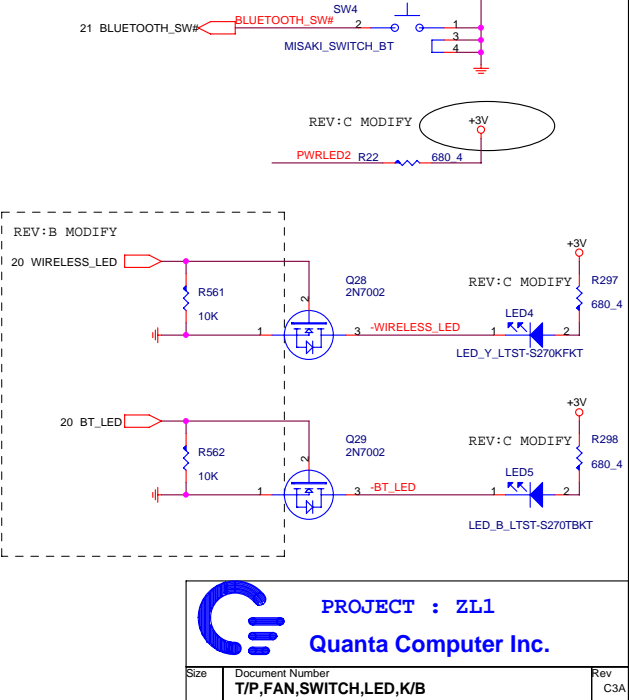 SW4
21 BLUETOOTH_SW#
BLUETOOTH_SW#
2
1
3
4
MISAKI_SWITCH_BT
REV:C MODIFY
+3V
PWRLED2
R22
680_4
REV:B MODIFY
20 WIRELESS_LED
R561
10K
2
1
3
Q28
2N7002
-WIRELESS_LED
REV:C MODIFY
+3V
R297
680_4
LED4
1
2
LED_Y_LTST-S270KFKT
20 BT_LED
R562
10K
2
1
3
Q29
2N7002
-BT_LED
REV:C MODIFY
+3V
R298
680_4
LED5
1
2
LED_B_LTST-S270TBKT
PROJECT : ZL1
Quanta Computer Inc.
Size
Document Number
Rev
T/P,FAN,SWITCH,LED,K/B
C3A